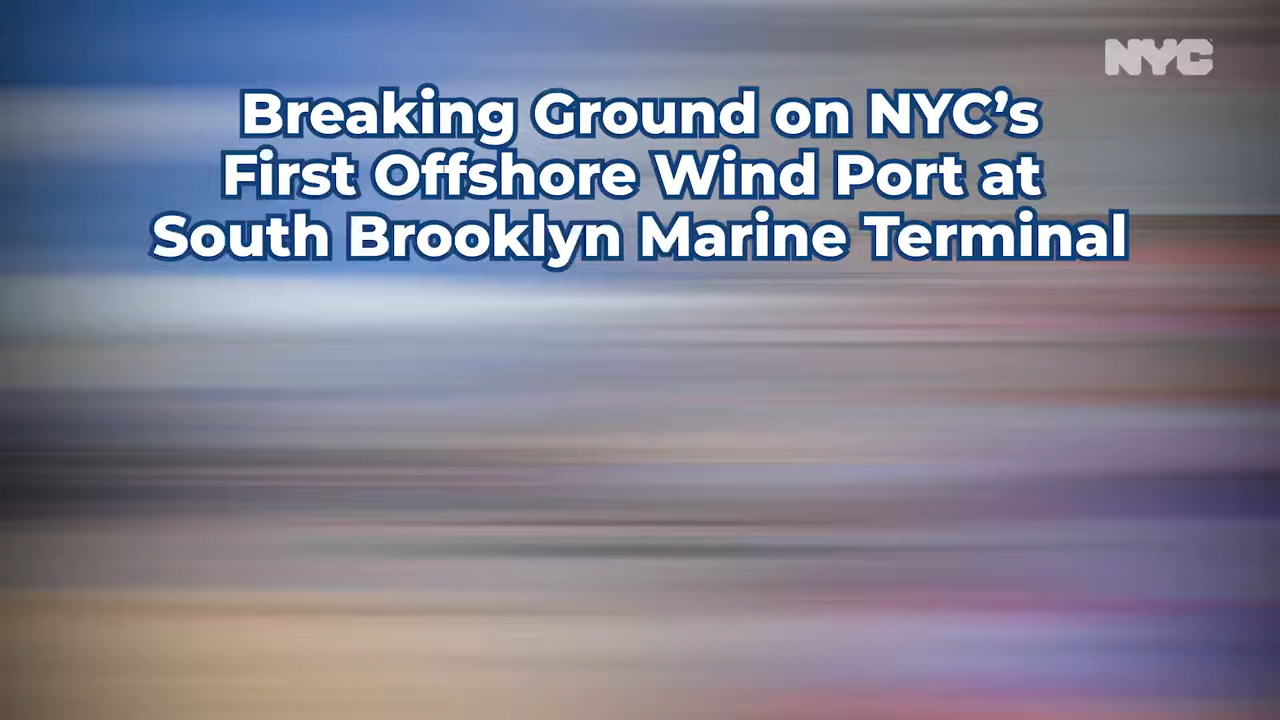 NYC
Breaking Ground on NYC’s
First Offshore Wind Port at
South Brooklyn Marine Terminal